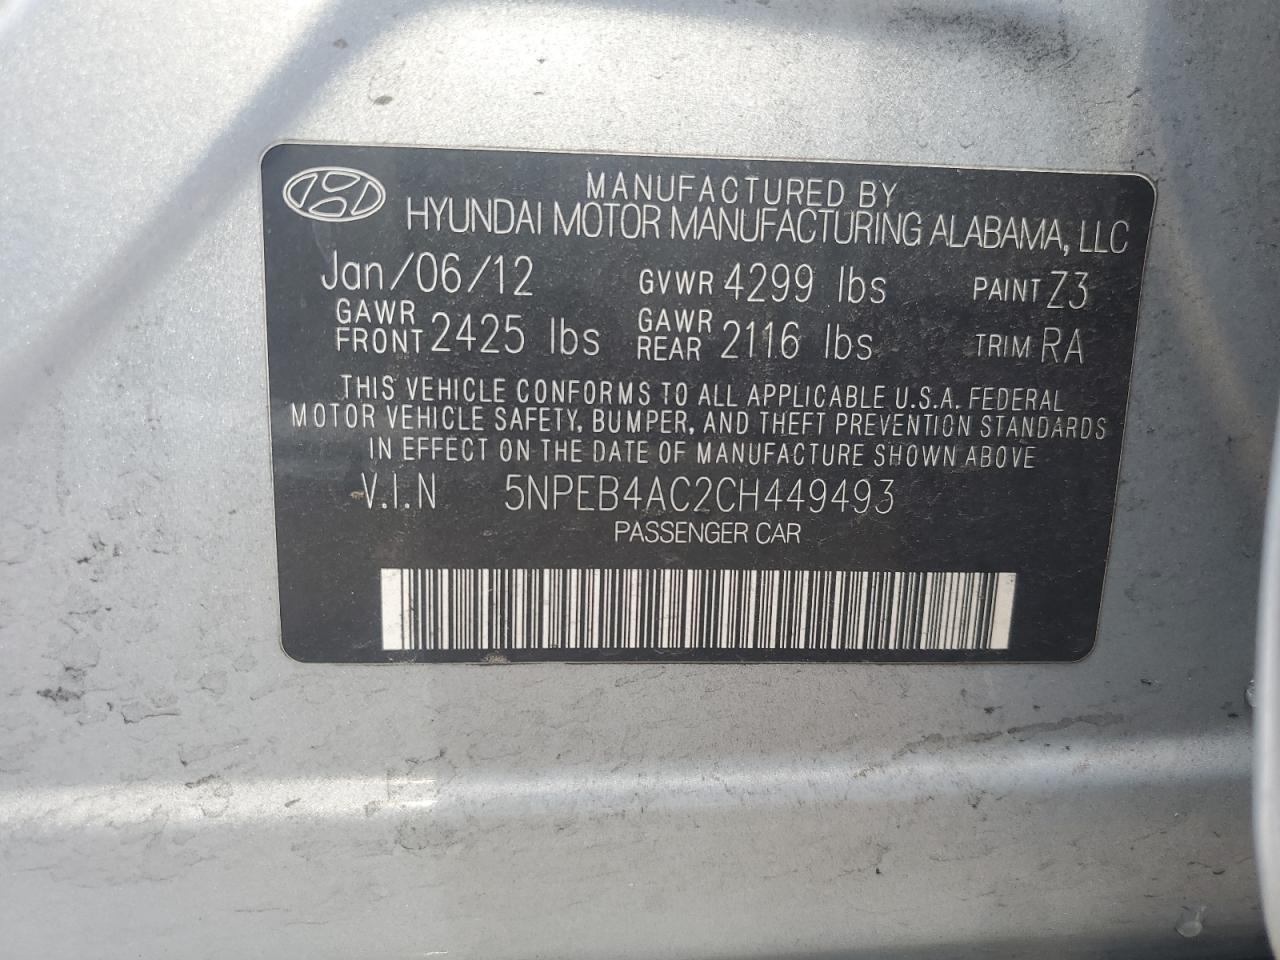 MANUFACTURED BY
HYUNDAI MOTOR MANUFACTURING ALABAMA, LLC
Jan/06/12 GVWR 4299 lbs PAINT Z3
GAWR FRONT 2425 lbs GAWR REAR 2116 lbs TRIM RA
THIS VEHICLE CONFORMS TO ALL APPLICABLE U.S.A. FEDERAL
MOTOR VEHICLE SAFETY, BUMPER, AND THEFT PREVENTION STANDARDS
IN EFFECT ON THE DATE OF MANUFACTURE SHOWN ABOVE
V.I.N 5NPEB4AC2CH449493
PASSENGER CAR